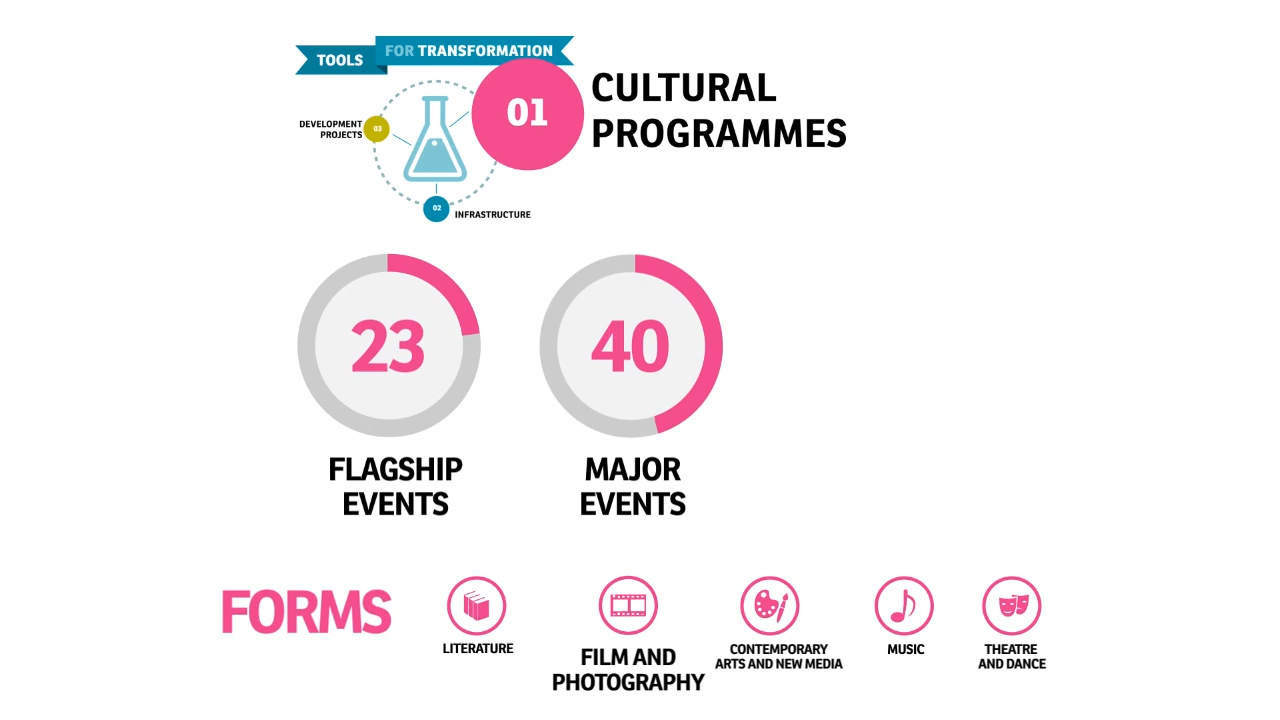 TOOLS
FOR TRANSFORMATION
01
CULTURAL
PROGRAMMES
DEVELOPMENT
PROJECTS
03
02
INFRASTRUCTURE
23
FLAGSHIP
EVENTS
40
MAJOR
EVENTS
FORMS
LITERATURE
FILM AND
PHOTOGRAPHY
CONTEMPORARY
ARTS AND NEW MEDIA
MUSIC
THEATRE
AND DANCE